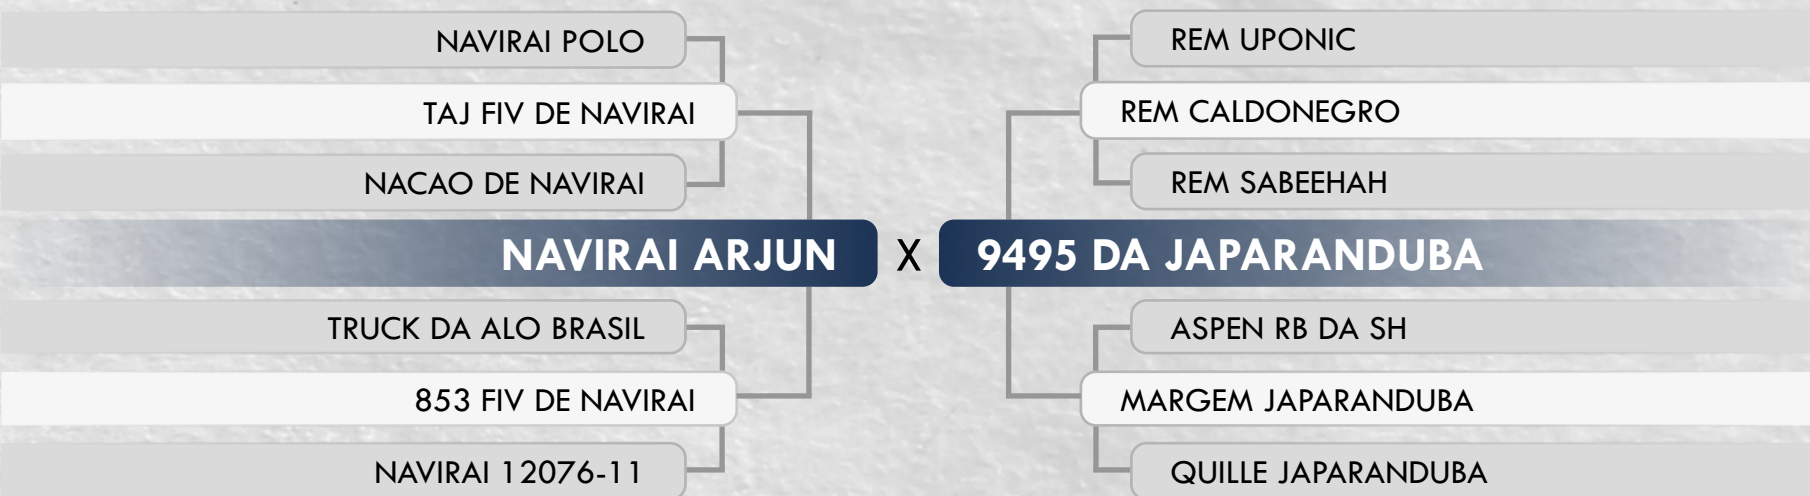 NAVIRAI POLO
TAJ FIV DE NAVIRAI
NACAO DE NAVIRAI
NAVIRAI ARJUN
TRUCK DA ALO BRASIL
853 FIV DE NAVIRAI
NAVIRAI 12076-11
X
REM UPONIC
REM CALDONEGRO
REM SABEEHAH
9495 DA JAPARANDUBA
ASPEN RB DA SH
MARGEM JAPARANDUBA
QUILLE JAPARANDUBA